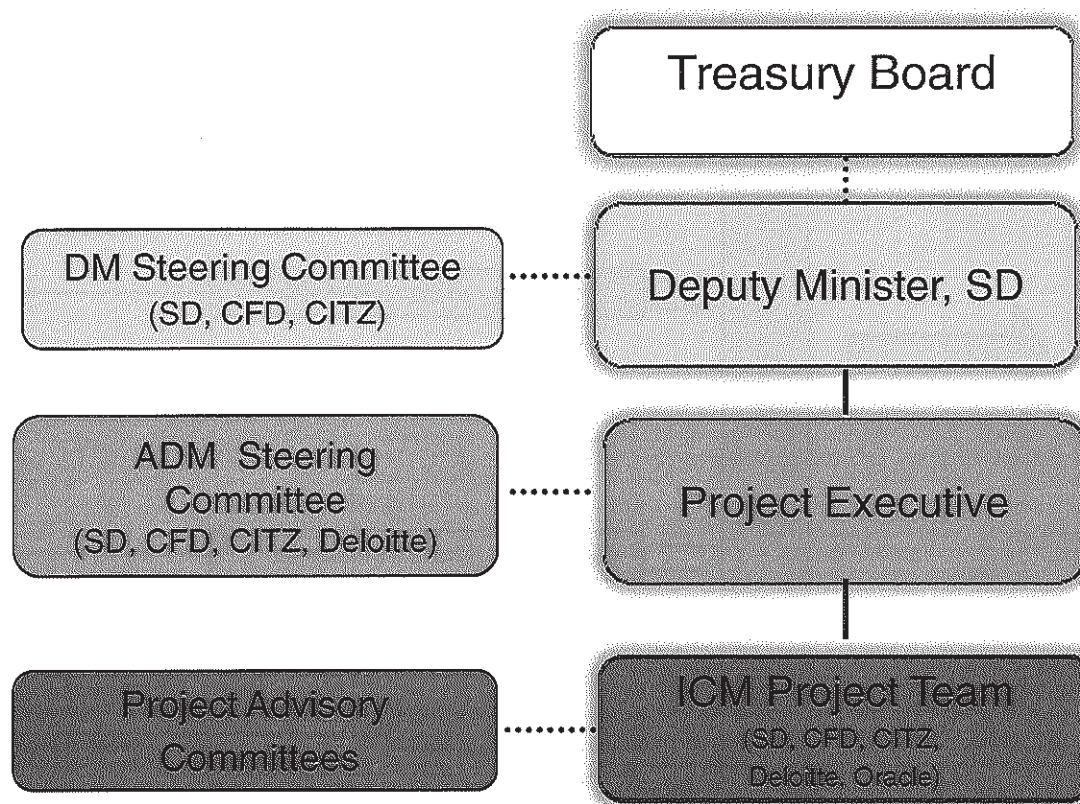 Treasury Board
DM Steering Committee
(SD, CFD, CITZ)
Deputy Minister, SD
ADM Steering
Committee
(SD, CFD, CITZ, Deloitte)
Project Executive
Project Advisory
Committees
ICM Project Team
(SD, CFD, CITZ,
Deloitte, Oracle)